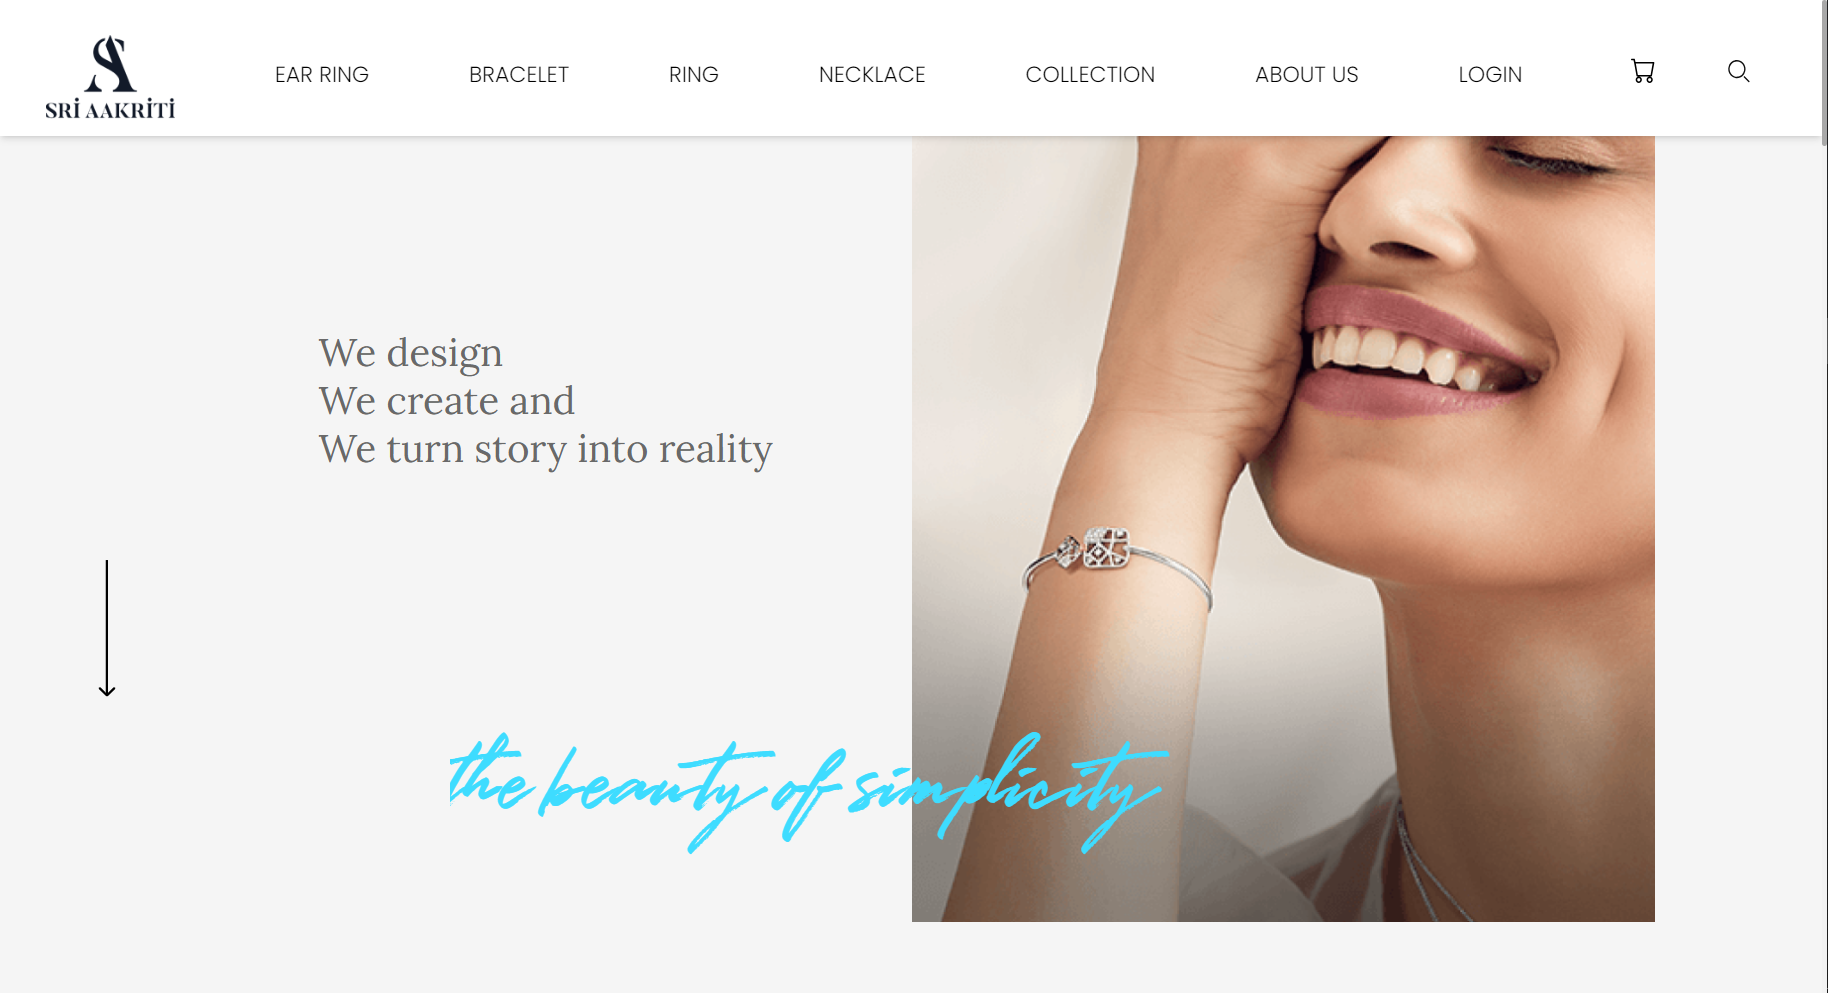 SRİ AAKRİTİ
EAR RING BRACELET RING NECKLACE COLLECTION ABOUT US LOGIN
We design
We create and
We turn story into reality
the beauty of simplicity